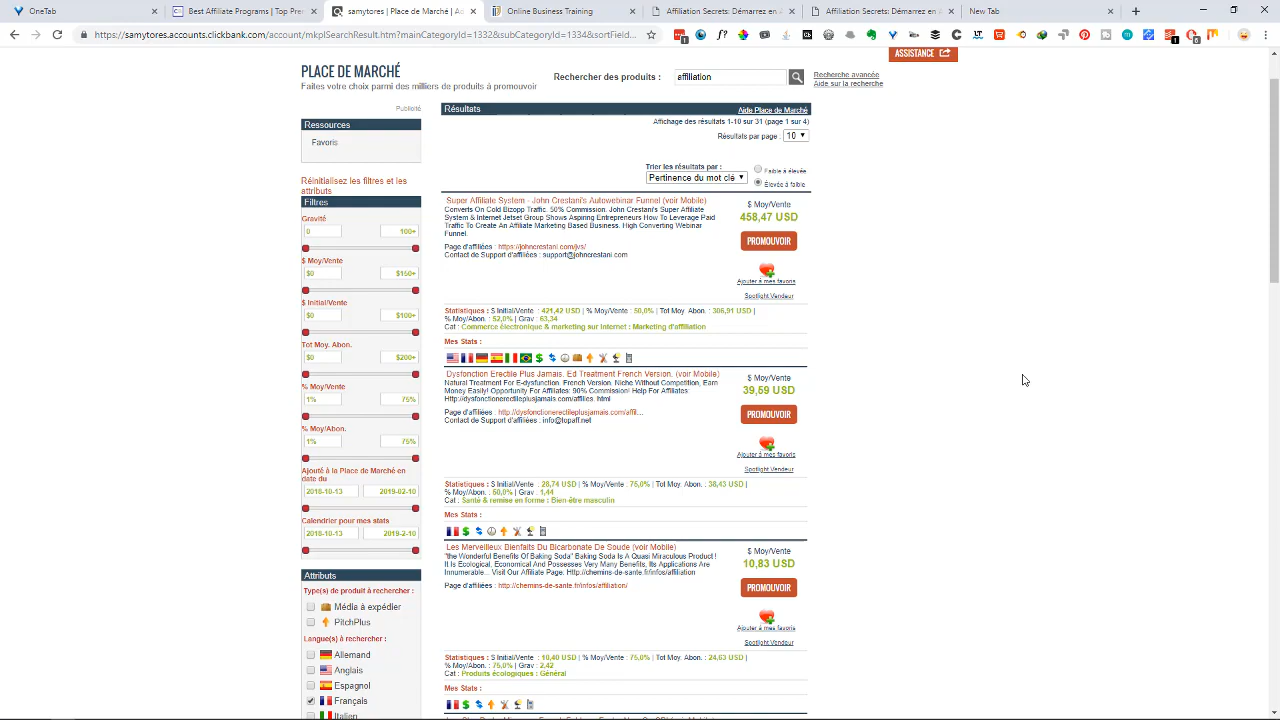 OneTab
Best Affiliate Programs | Top Pre
samytores | Place de Marché | Ac
Online Business Training
Affiliation Secrets: Démarrez en A
Affiliation Secrets: Démarrez en A
New Tab
https://samytores.accounts.clickbank.com/account/mkplSearchResult.htm?mainCategoryId=1332&subCategoryId=1332&sortField...
ASSISTANCE
PLACE DE MARCHÉ
Faites votre choix parmi des milliers de produits à promouvoir
Rechercher des produits : affiliation
Recherche avancée
Aide sur la recherche
Publicité
Ressources
Favoris
Réinitialisez les filtres et les
attributs
Filtres
Gravité
0 100+
$ Moy/Vente
$0 $150+
$ Initial/Vente
$0 $100+
Tot Moy. Abon.
$0 $200+
% Moy/Vente
1% 75%
% Moy/Abon.
1% 75%
Ajouté à la Place de Marché en
date du
2018-10-13 2019-02-10
Calendrier pour mes stats
2018-10-13 2019-2-10
Attributs
Type(s) de produit à rechercher :
Média à expédier
PitchPlus
Langue(s) à rechercher :
Allemand
Anglais
Espagnol
Français
Italien
Résultats Aide Place de Marché
Affichage des résultats 1-10 sur 31 (page 1 sur 4)
Résultats par page : 10
Trier les résultats par :
Pertinence du mot clé
Faible à élevée
Élevée à faible
Super Affiliate System - John Crestani's Autowebinar Funnel (voir Mobile)
Converts On Cold Bizopp Traffic. 50% Commission. John Crestani's Super Affiliate
System & Internet Jetset Group Shows Aspiring Entrepreneurs How To Leverage Paid
Traffic To Create An Affiliate Marketing Based Business. High Converting Webinar
Funnel.
Page d'affiliées : https://johncrestani.com/jvs/
Contact de Support d'affiliées : support@johncrestani.com
$ Moy/Vente
458,47 USD
PROMOUVOIR
Ajouter à mes favoris
Spotlight Vendeur
Statistiques : $ Initial/Vente : 421,42 USD | % Moy/Vente : 50,0% | Tot Moy. Abon. : 306,91 USD |
% Moy/Abon. : 52,0% | Grav : 63,34
Cat : Commerce électronique & marketing sur Internet : Marketing d'affiliation
Mes Stats :
Dysfonction Erectile Plus Jamais. Ed Treatment French Version. (voir Mobile)
Natural Treatment For E-dysfunction. French Version. Niche Without Competition, Earn
Money Easily! Opportunity For Affiliates: 90% Commission! Help For Affiliates:
Http://dysfonctionerectileplusjamais.com/affilies. html
Page d'affiliées : http://dysfonctionerectileplusjamais.com/affil...
Contact de Support d'affiliées : info@topaff.net
$ Moy/Vente
39,59 USD
PROMOUVOIR
Ajouter à mes favoris
Spotlight Vendeur
Statistiques : $ Initial/Vente : 28,74 USD | % Moy/Vente : 75,0% | Tot Moy. Abon. : 38,43 USD |
% Moy/Abon. : 50,0% | Grav : 1,44
Cat : Santé & remise en forme : Bien-être masculin
Mes Stats :
Les Merveilleux Bienfaits Du Bicarbonate De Soude (voir Mobile)
"the Wonderful Benefits Of Baking Soda" Baking Soda Is A Quasi Miraculous Product !
It Is Ecological, Economical And Possesses Very Many Benefits, Its Applications Are
Innumerable... Visit Our Affiliate Page. Http://chemins-de-sante.fr/infos/affiliation
Page d'affiliées : http://chemins-de-sante.fr/infos/affiliation/
$ Moy/Vente
10,83 USD
PROMOUVOIR
Ajouter à mes favoris
Spotlight Vendeur
Statistiques : $ Initial/Vente : 10,40 USD | % Moy/Vente : 75,0% | Tot Moy. Abon. : 24,63 USD |
% Moy/Abon. : 75,0% | Grav : 2,42
Cat : Produits écologiques : Général
Mes Stats :